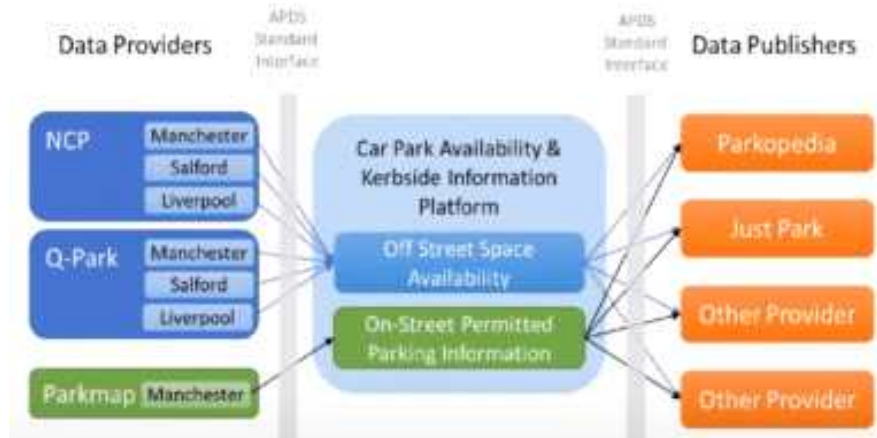 Data Providers
APDS
Standard
Interface
APDS
Standard
Interface
Data Publishers
NCP
Manchester
Salford
Liverpool
Q-Park
Manchester
Salford
Liverpool
Parkmap
Manchester
Car Park Availability &
Kerbside Information
Platform
Off Street Space
Availability
On-Street Permitted
Parking Information
Parkopedia
Just Park
Other Provider
Other Provider